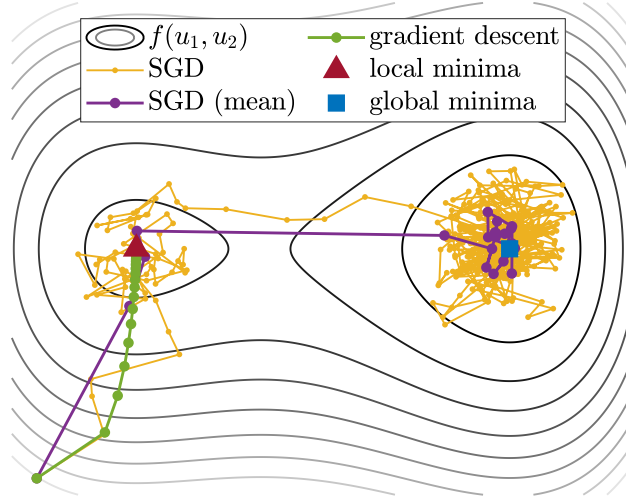 f(u₁, u₂)
SGD
SGD (mean)
gradient descent
local minima
global minima